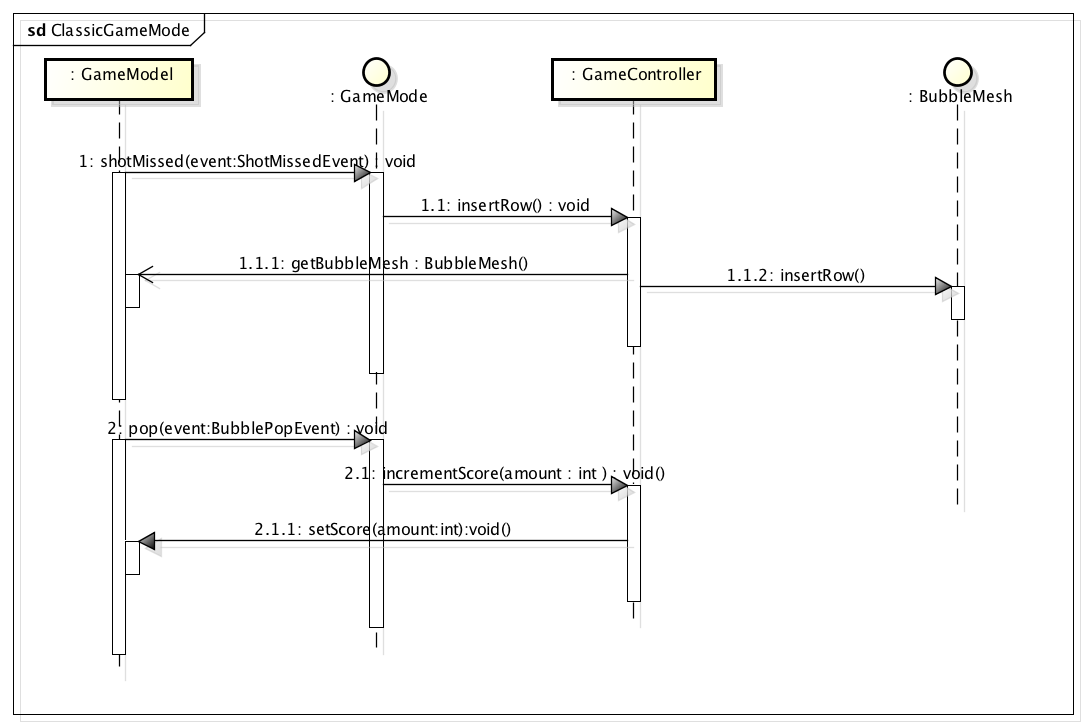 sd ClassicGameMode
: GameModel
: GameMode
: GameController
: BubbleMesh
1: shotMissed(event:ShotMissedEvent) : void
1.1: insertRow() : void
1.1.1: getBubbleMesh : BubbleMesh()
1.1.2: insertRow()
2: pop(event:BubblePopEvent) : void
2.1: incrementScore(amount : int ) : void()
2.1.1: setScore(amount:int):void()